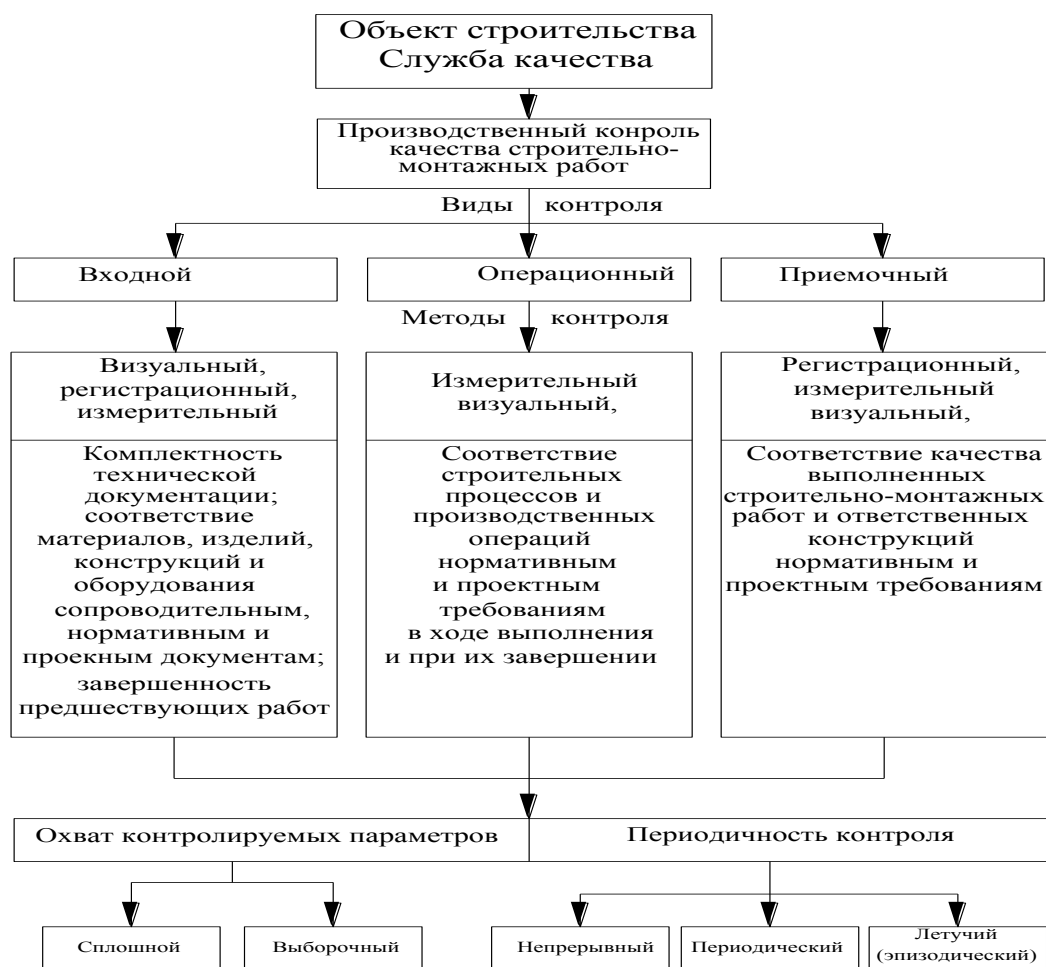 Объект строительства
Служба качества
Производственный конроль
качества строительно-
монтажных работ
Виды контроля
Входной
Операционный
Приемочный
Методы контроля
Визуальный,
регистрационный,
измерительный
Измерительный
визуальный,
Регистрационный,
измерительный
визуальный,
Комплектность
технической
документации;
соответствие
материалов, изделий,
конструкций и
оборудования
сопроводительным,
нормативным и
проекным документам;
завершенность
предшествующих работ
Соответствие
строительных
процессов и
производственных
операций
нормативным
и проектным
требованиям
в ходе выполнения
и при их завершении
Соответствие качества
выполненных
строительно-монтажных
работ и ответственных
конструкций
нормативным и
проектным требованиям
Охват контролируемых параметров
Периодичность контроля
Сплошной
Выборочный
Непрерывный
Периодический
Летучий
(эпизодический)